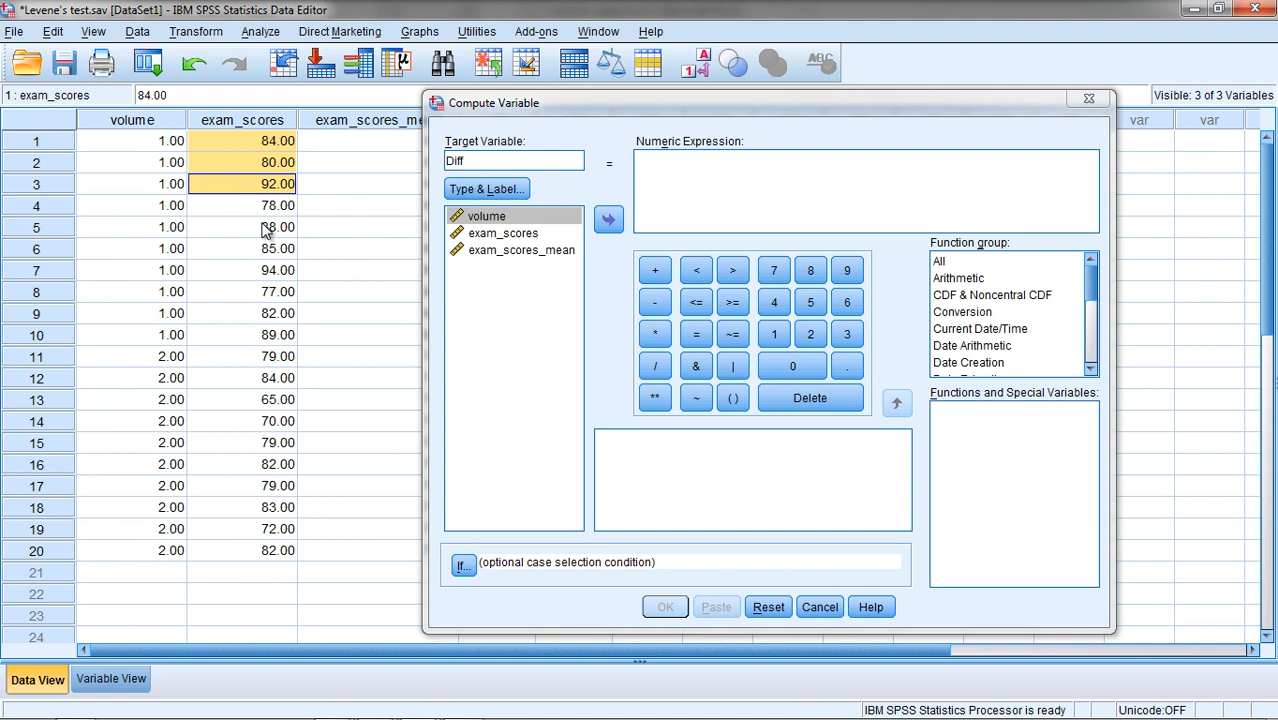 *Levene's test.sav [DataSet1] - IBM SPSS Statistics Data Editor
File Edit View Data Transform Analyze Direct Marketing Graphs Utilities Add-ons Window Help
1 : exam_scores 84.00 Visible: 3 of 3 Variables
volume exam_scores exam_scores_me var var
1 1.00 84.00
2 1.00 80.00
3 1.00 92.00
4 1.00 78.00
5 1.00 8.00
6 1.00 85.00
7 1.00 94.00
8 1.00 77.00
9 1.00 82.00
10 1.00 89.00
11 2.00 79.00
12 2.00 84.00
13 2.00 65.00
14 2.00 70.00
15 2.00 79.00
16 2.00 82.00
17 2.00 79.00
18 2.00 83.00
19 2.00 72.00
20 2.00 82.00
21
22
23
24
Compute Variable
Target Variable:
Diff
=
Numeric Expression:
Type & Label...
volume
exam_scores
exam_scores_mean
+ < > 7 8 9
- <= >= 4 5 6
* = ~= 1 2 3
/ & | 0 .
** ~ ( ) Delete
Function group:
All
Arithmetic
CDF & Noncentral CDF
Conversion
Current Date/Time
Date Arithmetic
Date Creation
Functions and Special Variables:
If... (optional case selection condition)
OK Paste Reset Cancel Help
Data View Variable View
IBM SPSS Statistics Processor is ready Unicode:OFF